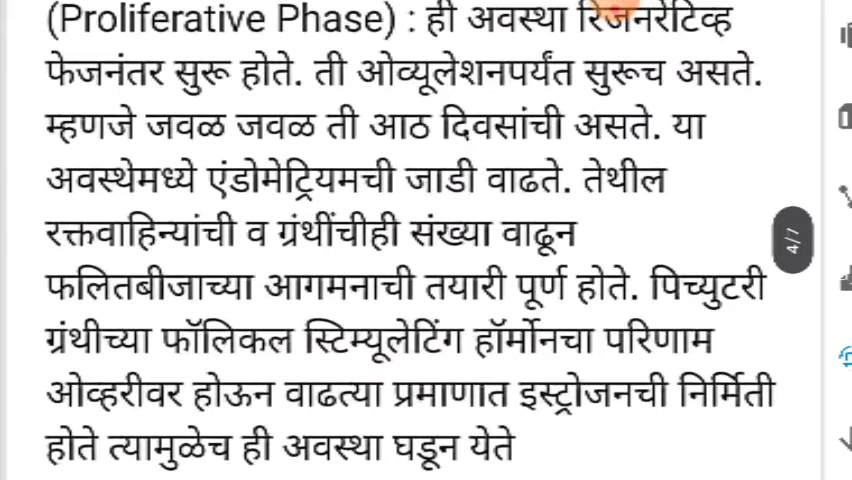 (Proliferative Phase) : ही अवस्था रिजनरेटिव्ह
फेजनंतर सुरू होते. ती ओव्यूलेशनपर्यंत सुरूच असते.
म्हणजे जवळ जवळ ती आठ दिवसांची असते. या
अवस्थेमध्ये एंडोमेट्रियमची जाडी वाढते. तेथील
रक्तवाहिन्यांची व ग्रंथींचीही संख्या वाढून
फलितबीजाच्या आगमनाची तयारी पूर्ण होते. पिच्युटरी
ग्रंथीच्या फॉलिकल स्टिम्यूलेटिंग हॉर्मोनचा परिणाम
ओव्हरीवर होऊन वाढत्या प्रमाणात इस्ट्रोजनची निर्मिती
होते त्यामुळेच ही अवस्था घडून येते
4/7